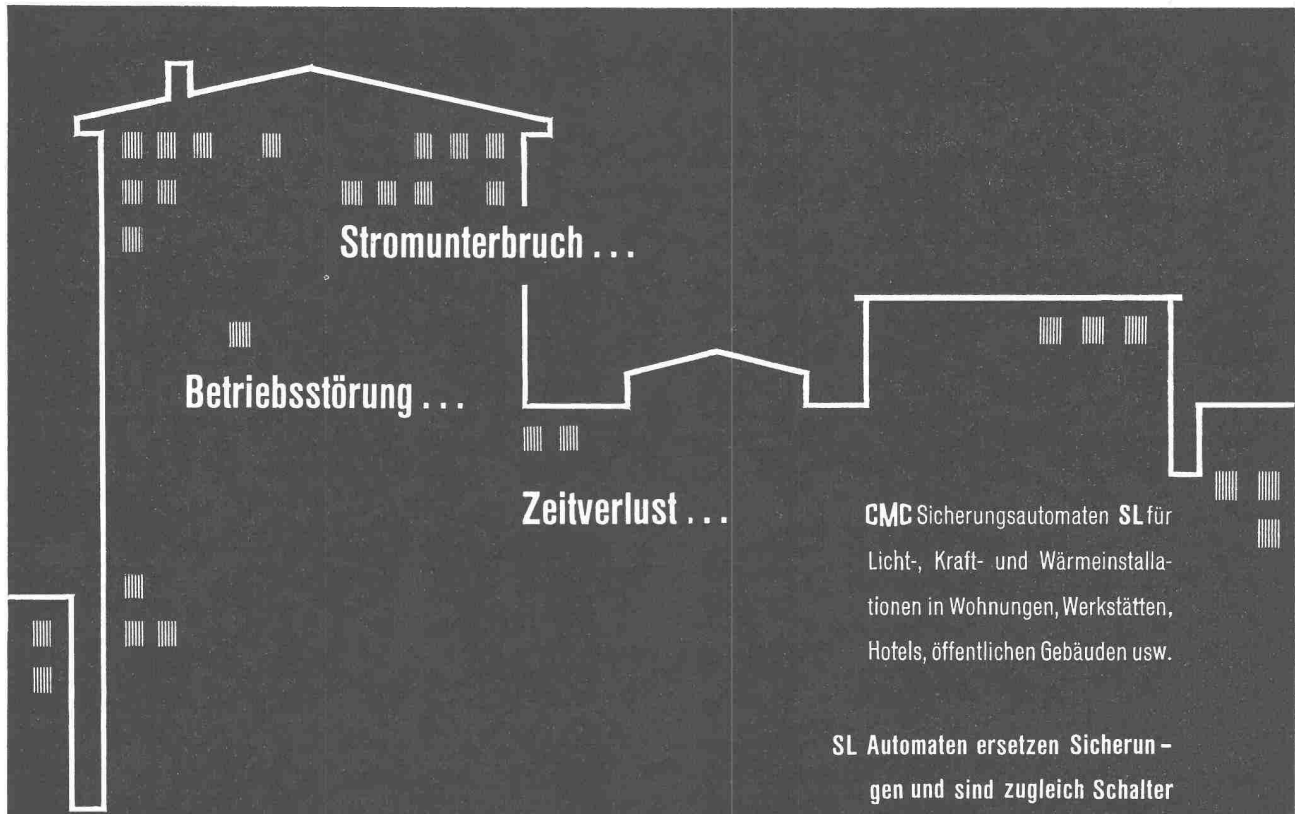 Stromunterbruch ...
Betriebsstörung ...
Zeitverlust ...
CMC Sicherungsautomaten SL für
Licht-, Kraft- und Wärmeinstalla-
tionen in Wohnungen, Werkstätten,
Hotels, öffentlichen Gebäuden usw.
SL Automaten ersetzen Sicherun-
gen und sind zugleich Schalter